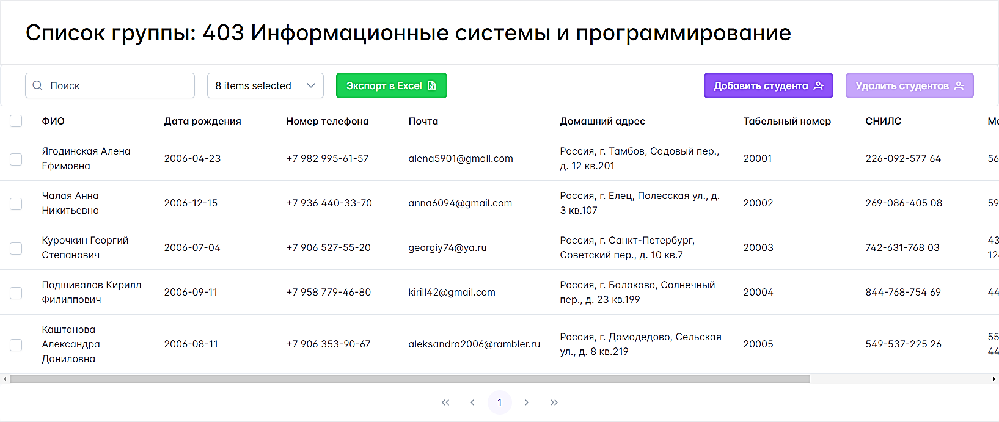 Список группы: 403 Информационные системы и программирование
Поиск
8 items selected
Экспорт в Excel
Добавить студента
Удалить студентов
ФИО Дата рождения Номер телефона Почта Домашний адрес Табельный номер СНИЛС
Ягодинская Алена
Ефимовна
2006-04-23
+7 982 995-61-57
alena5901@gmail.com
Россия, г. Тамбов, Садовый пер.,
д. 12 кв.201
20001
226-092-577 64
56
Чалая Анна
Никитьевна
2006-12-15
+7 936 440-33-70
anna6094@gmail.com
Россия, г. Елец, Полесская ул., д.
3 кв.107
20002
269-086-405 08
59
Курочкин Георгий
Степанович
2006-07-04
+7 906 527-55-20
georgiy74@ya.ru
Россия, г. Санкт-Петербург,
Советский пер., д. 10 кв.7
20003
742-631-768 03
43
Подшивалов Кирилл
Филиппович
2006-09-11
+7 958 779-46-80
kirill42@gmail.com
Россия, г. Балаково, Солнечный
пер., д. 23 кв.199
20004
844-768-754 69
44
Каштанова
Александра
Даниловна
2006-08-11
+7 906 353-90-67
aleksandra2006@rambler.ru
Россия, г. Домодедово, Сельская
ул., д. 8 кв.219
20005
549-537-225 26
55
44
1